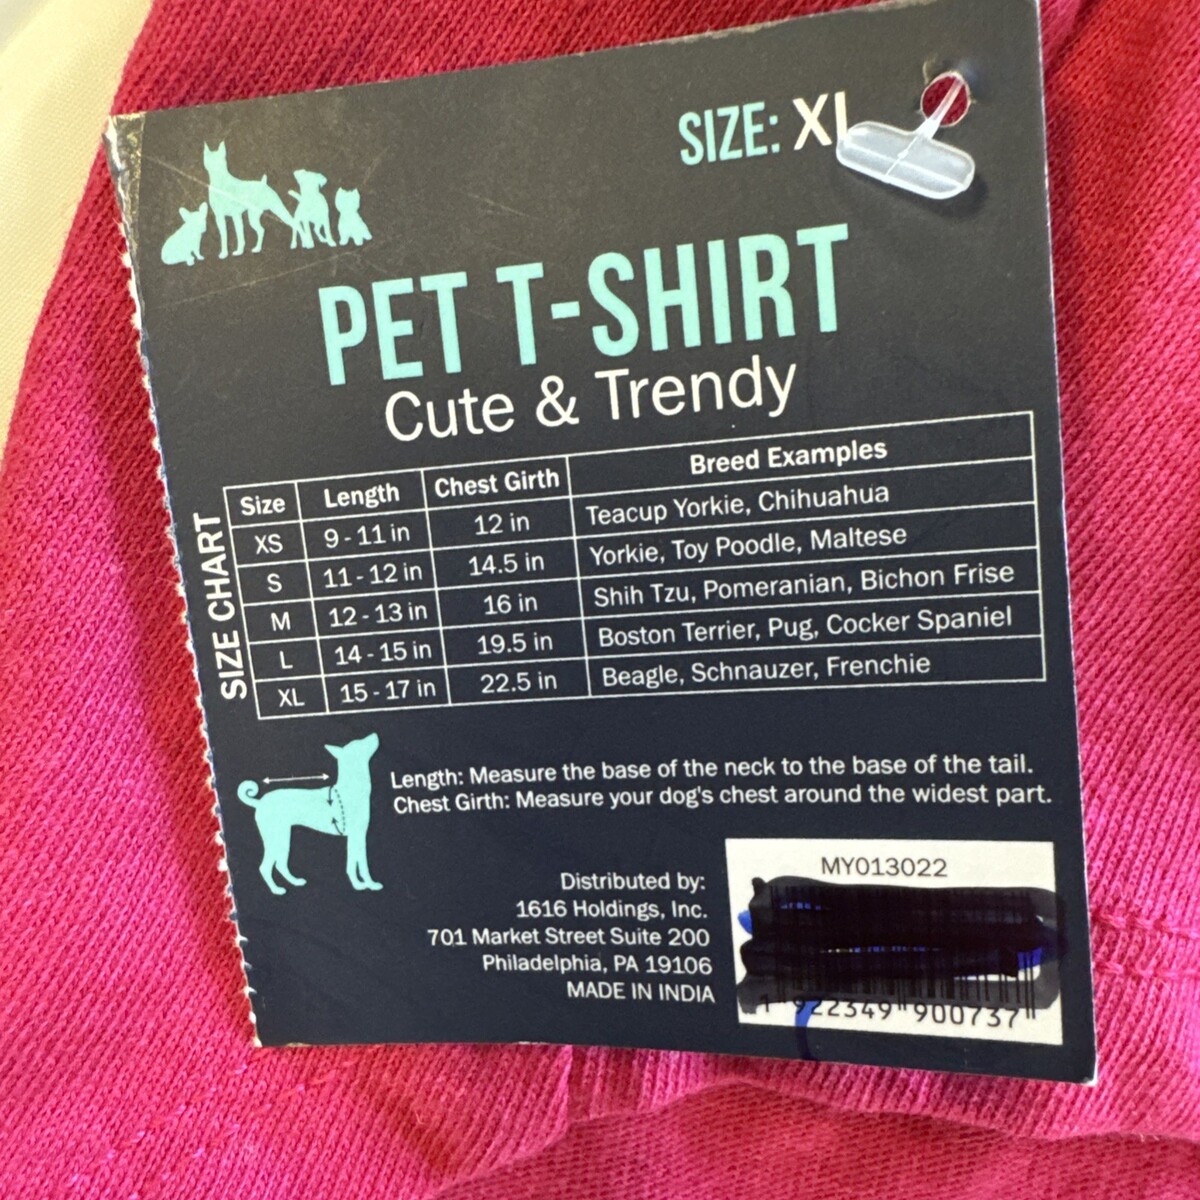 SIZE: XL
PET T-SHIRT
Cute & Trendy
SIZE CHART
Size Length Chest Girth Breed Examples
XS 9 - 11 in 12 in Teacup Yorkie, Chihuahua
S 11 - 12 in 14.5 in Yorkie, Toy Poodle, Maltese
M 12 - 13 in 16 in Shih Tzu, Pomeranian, Bichon Frise
L 14 - 15 in 19.5 in Boston Terrier, Pug, Cocker Spaniel
XL 15 - 17 in 22.5 in Beagle, Schnauzer, Frenchie
Length: Measure the base of the neck to the base of the tail.
Chest Girth: Measure your dog's chest around the widest part.
Distributed by:
1616 Holdings, Inc.
701 Market Street Suite 200
Philadelphia, PA 19106
MADE IN INDIA
MY013022
1 922349 900737